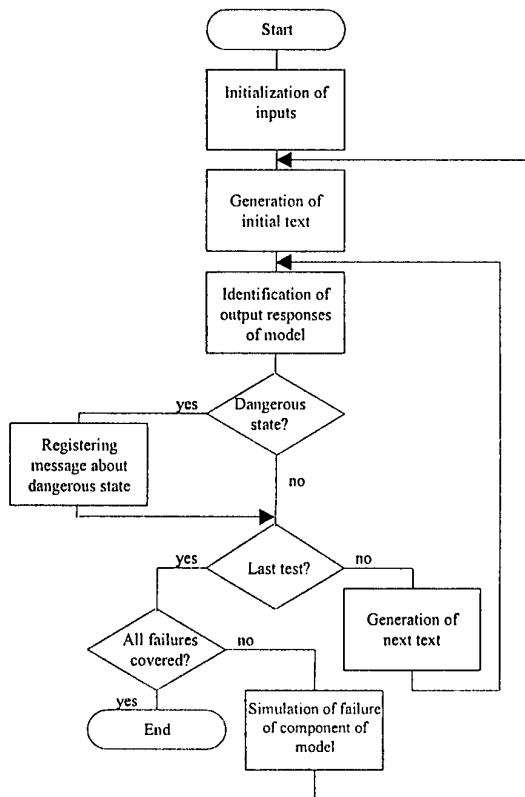 Start
Initialization of
inputs
Generation of
initial text
Identification of
output responses
of model
yes
Dangerous
state?
Registering
message about
dangerous state
no
yes
Last test?
no
Generation of
next text
All failures
covered?
no
yes
End
Simulation of failure
of component of
model